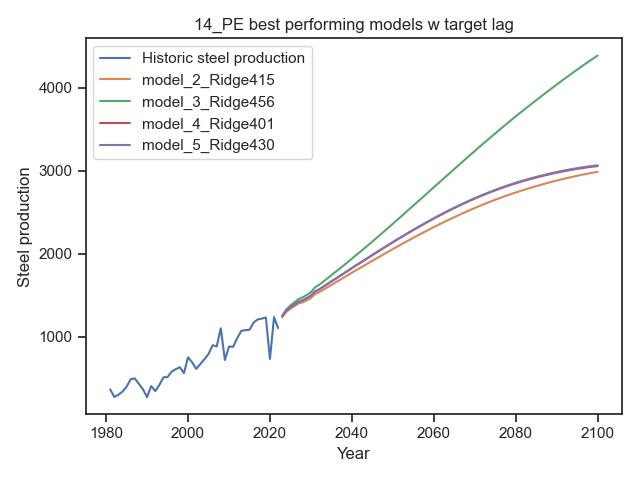 14_PE best performing models w target lag
Historic steel production
model_2_Ridge415
model_3_Ridge456
model_4_Ridge401
model_5_Ridge430
Steel production
4000
3000
2000
1000
1980 2000 2020 2040 2060 2080 2100
Year